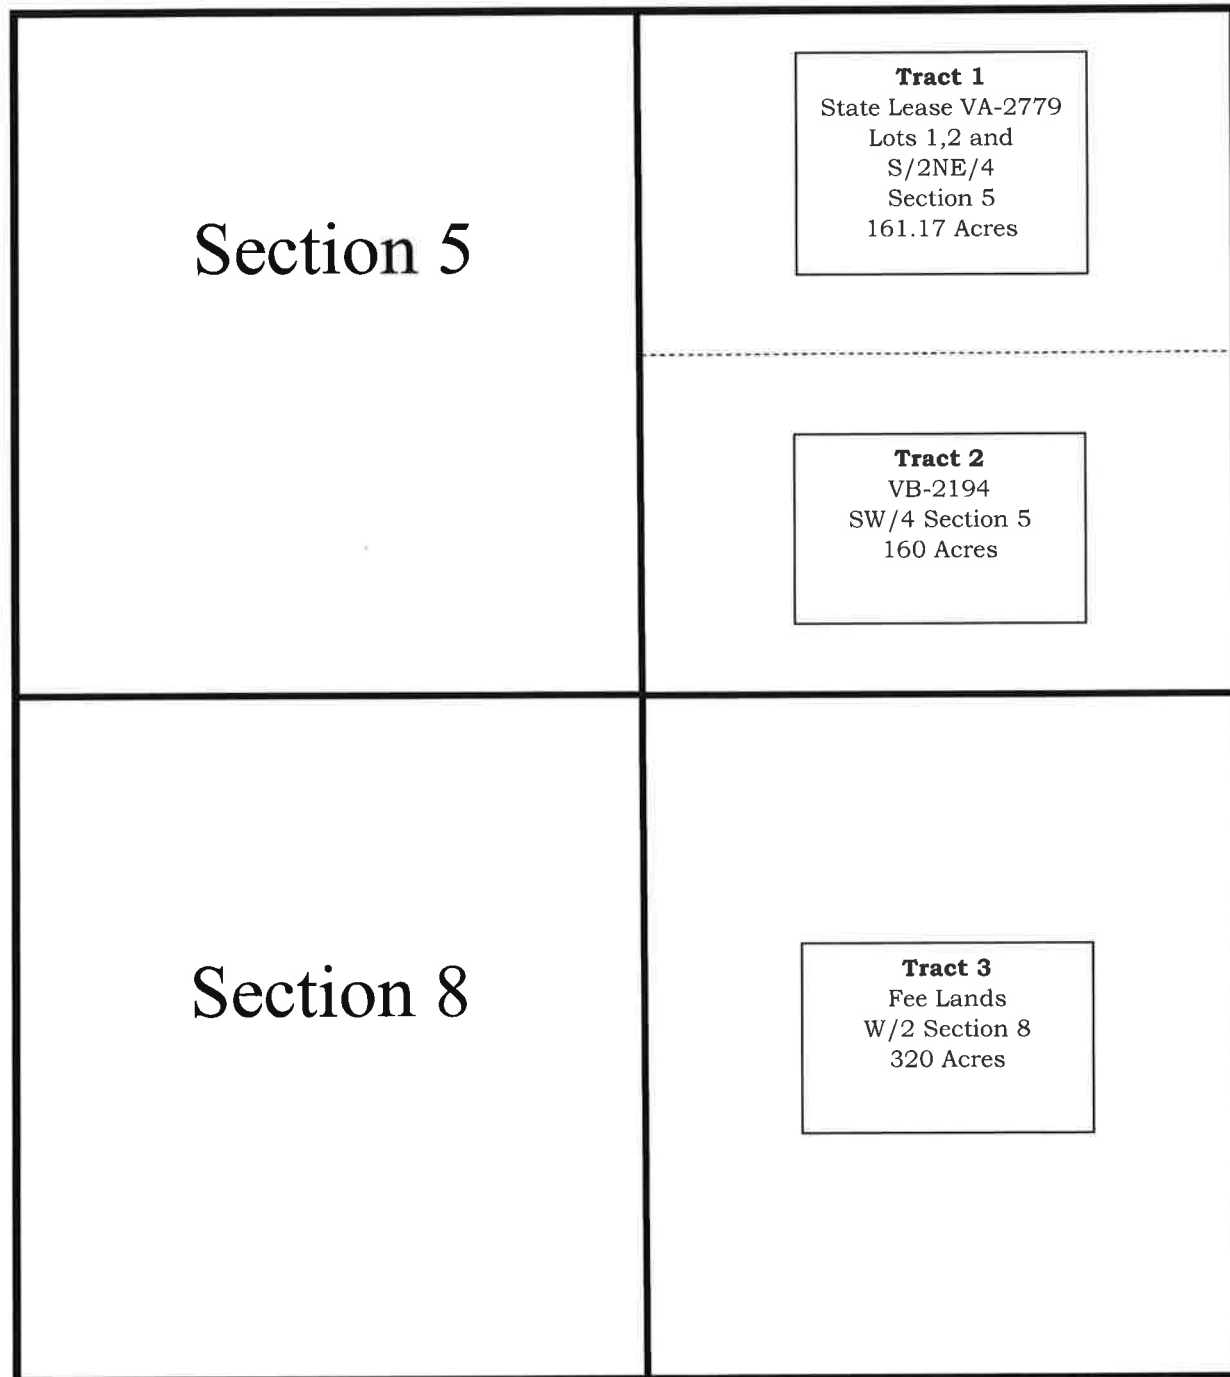 Section 5
Tract 1
State Lease VA-2779
Lots 1,2 and
S/2NE/4
Section 5
161.17 Acres
Tract 2
VB-2194
SW/4 Section 5
160 Acres
Section 8
Tract 3
Fee Lands
W/2 Section 8
320 Acres